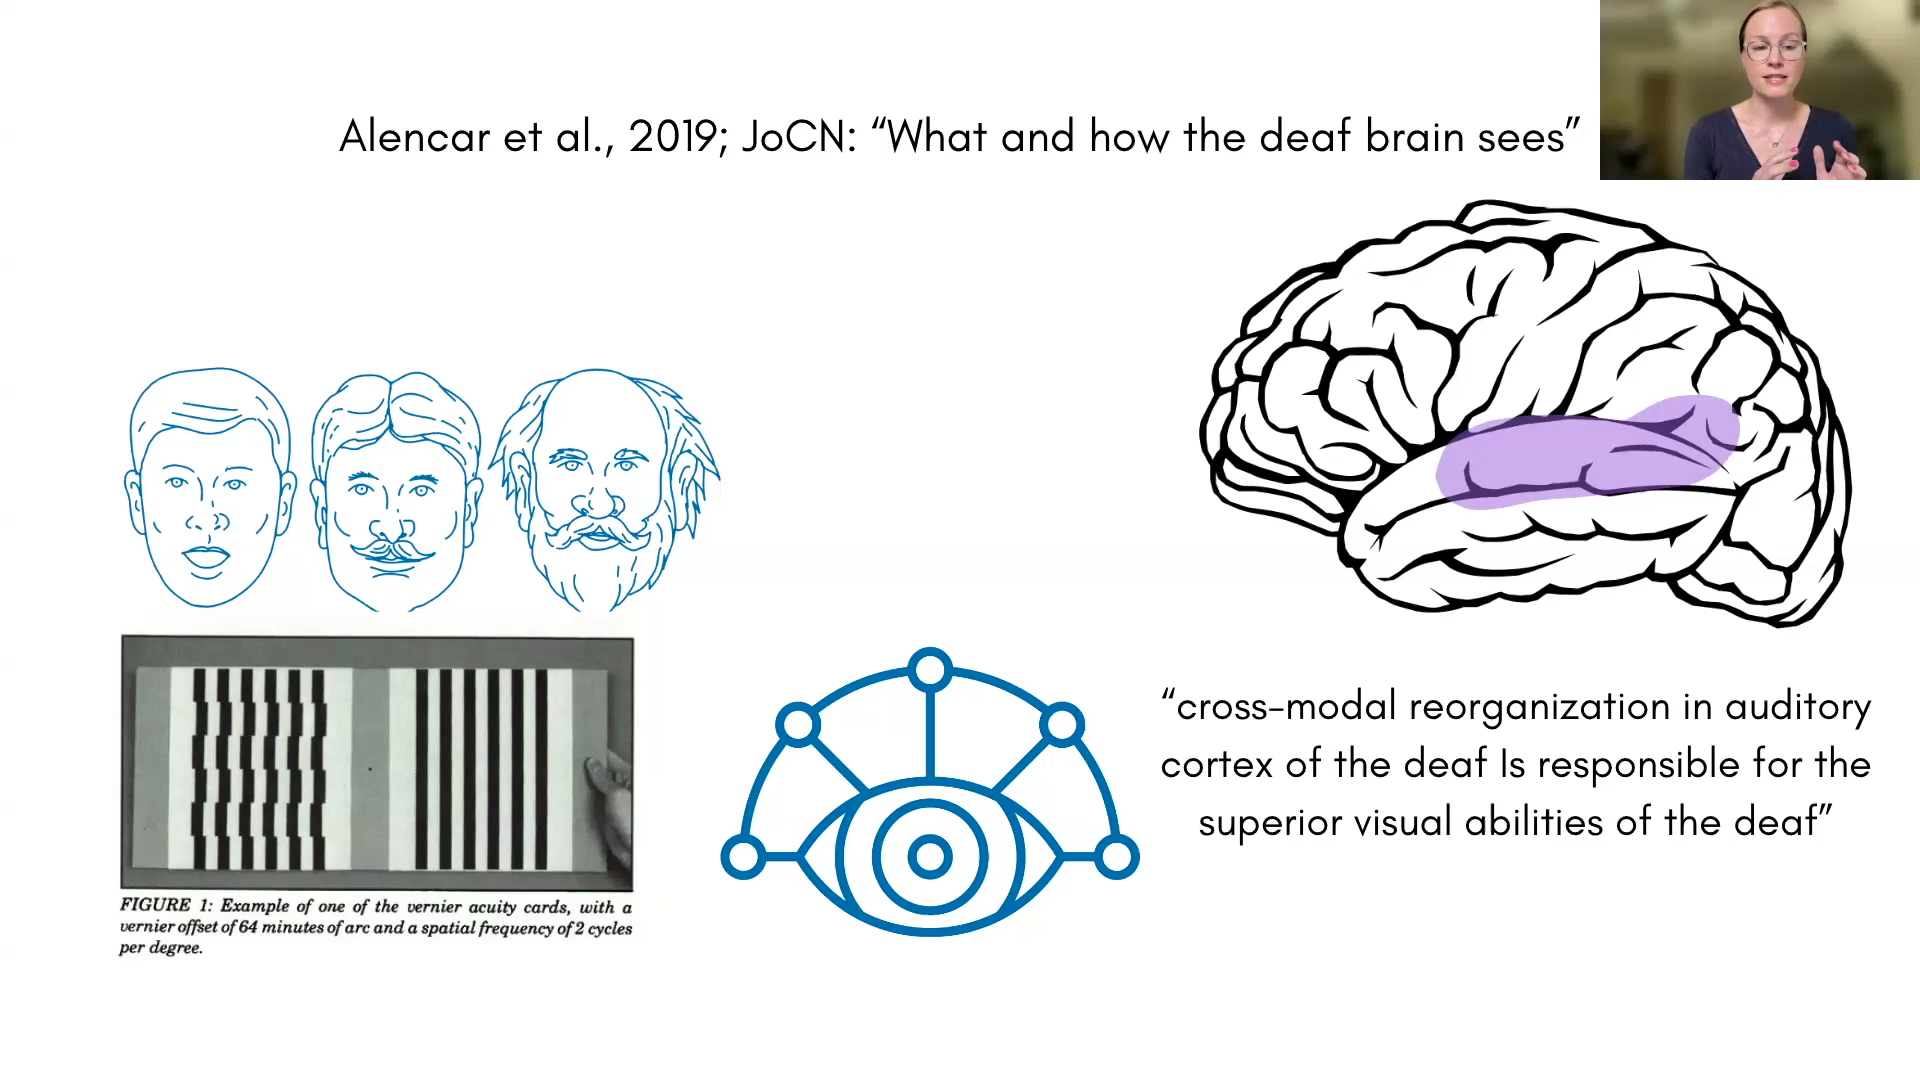 Alencar et al., 2019; JoCN: “What and how the deaf brain sees”
FIGURE 1: Example of one of the vernier acuity cards, with a
vernier offset of 64 minutes of arc and a spatial frequency of 2 cycles
per degree.
“cross-modal reorganization in auditory
cortex of the deaf Is responsible for the
superior visual abilities of the deaf”